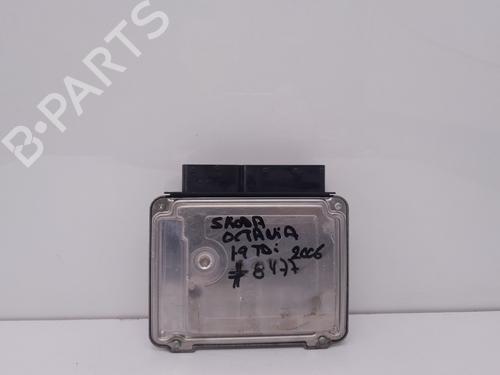 B-PARTS
SKODA
OCTAVIA
1.9 TDi 2006
#8477